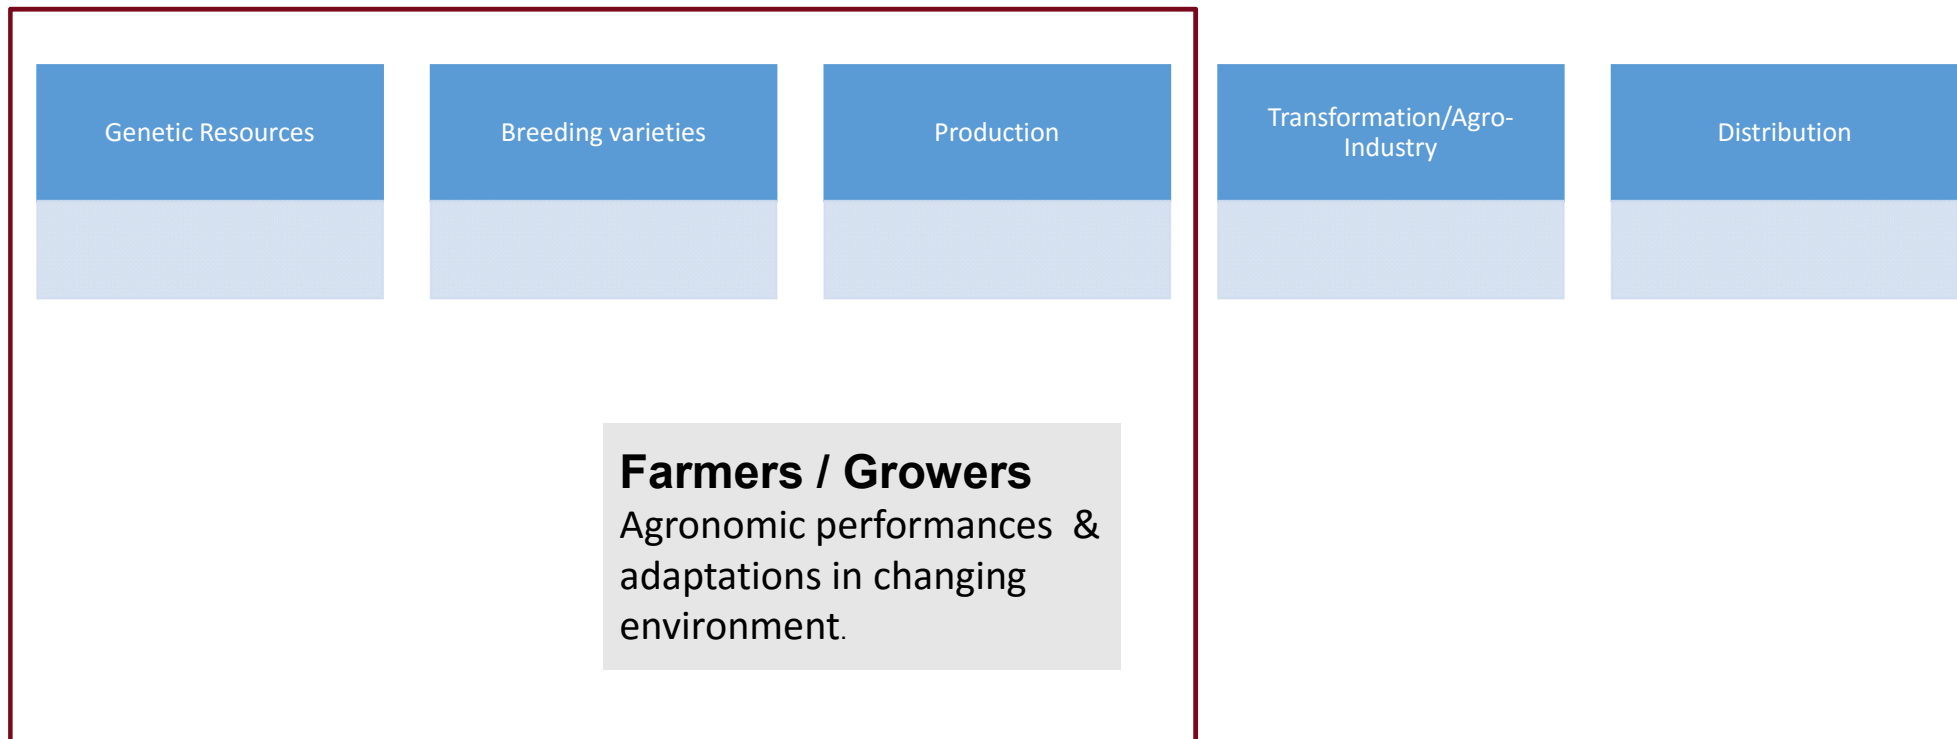 Genetic Resources
Breeding varieties
Production
Transformation/Agro-
Industry
Distribution
Farmers / Growers
Agronomic performances  &
adaptations in changing
environment.